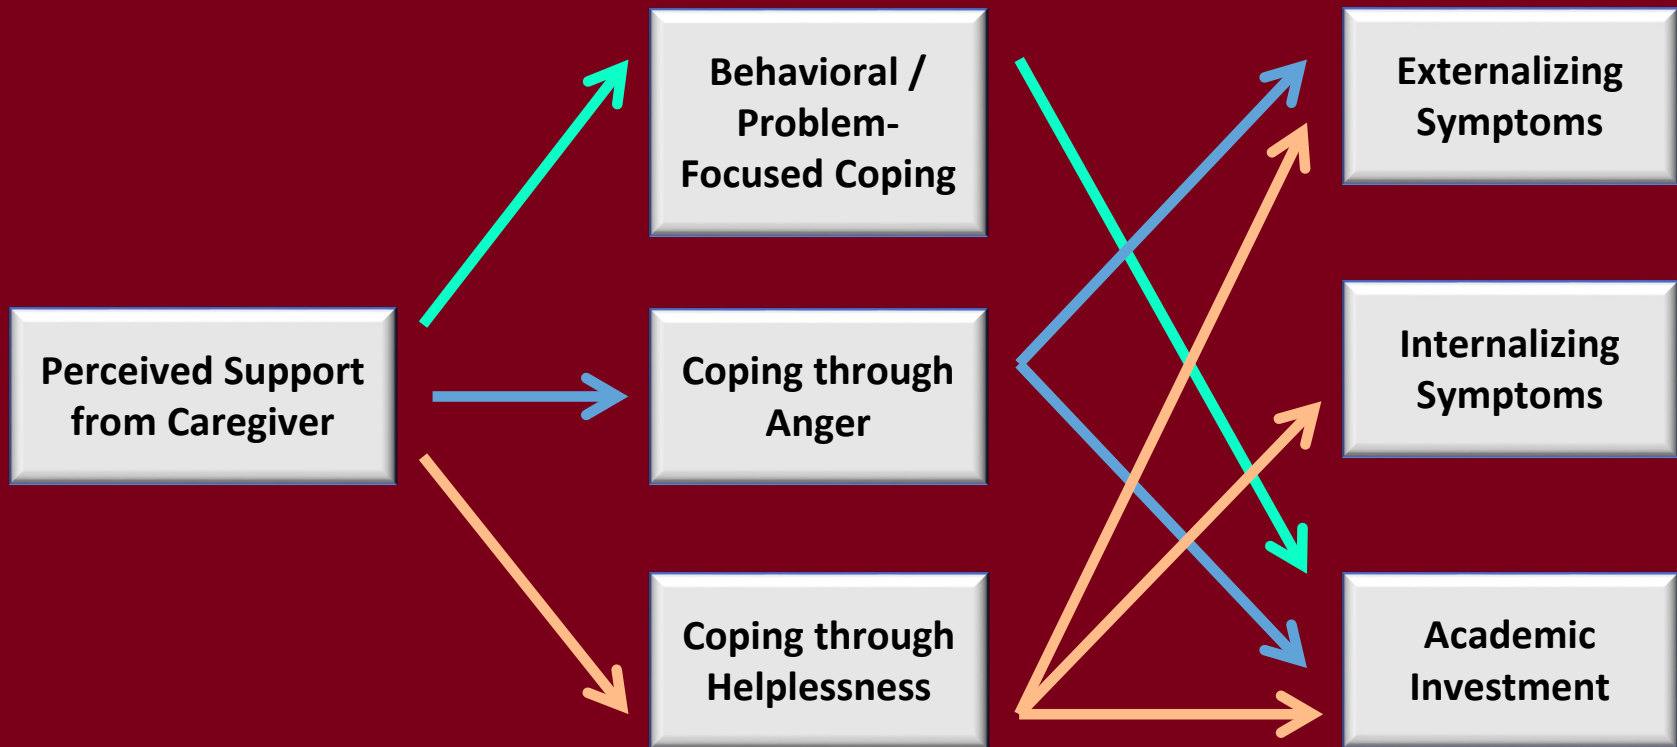 Perceived Support
from Caregiver
Behavioral /
Problem-
Focused Coping
Coping through
Anger
Coping through
Helplessness
Externalizing
Symptoms
Internalizing
Symptoms
Academic
Investment